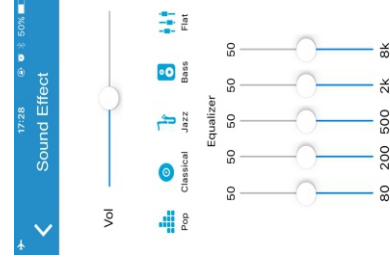 17:28 50%
Sound Effect
Vol
Pop Classical Jazz Bass Flat
Equalizer
50 50 50 50 50
80 200 500 2k 8k